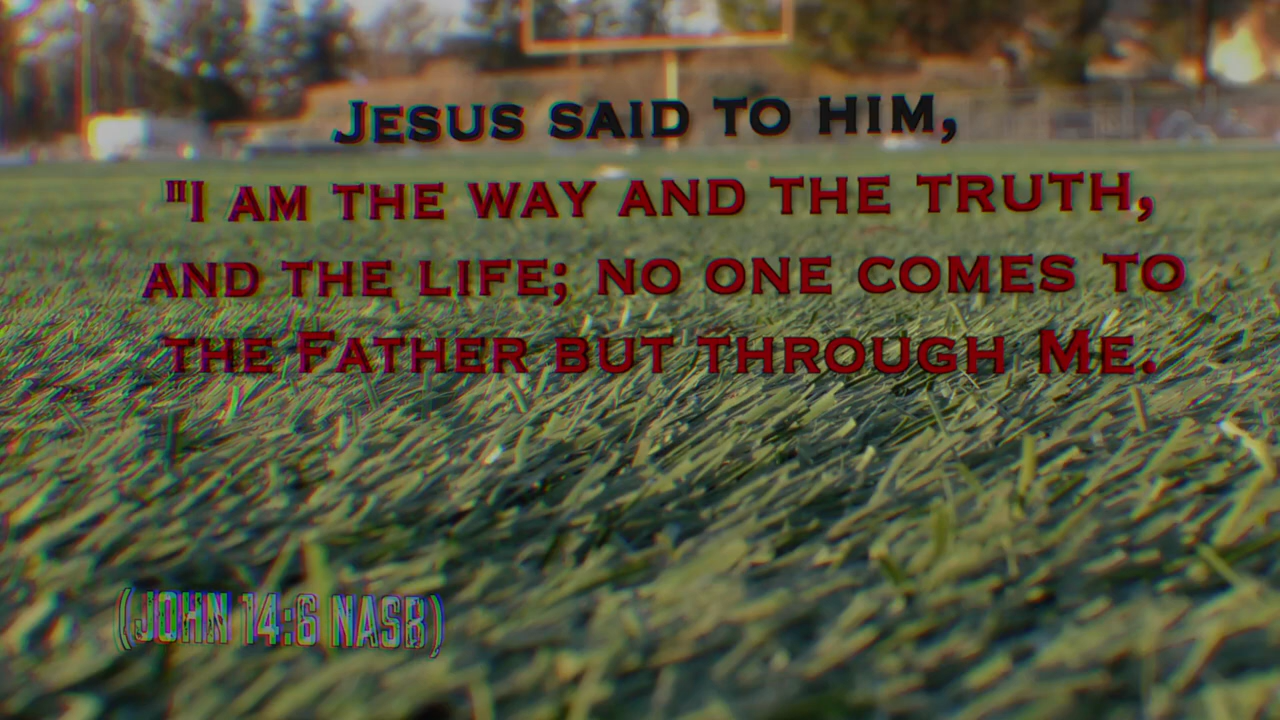 Jesus said to him,
"I am the way and the truth,
and the life; no one comes to
the Father but through Me.
(JOHN 14:6 NASB)